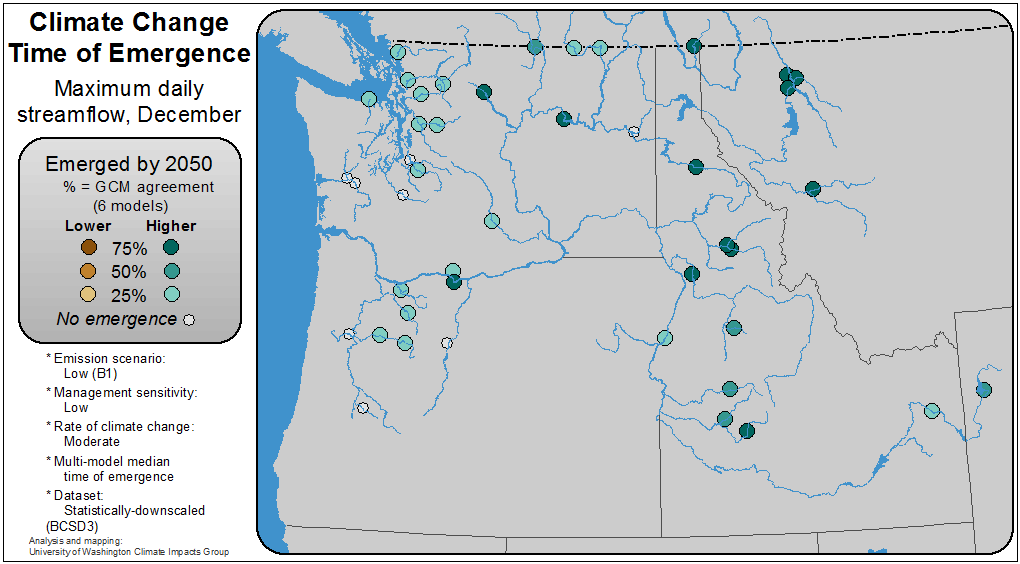 Climate Change
Time of Emergence
Maximum daily
streamflow, December
Emerged by 2050
% = GCM agreement
(6 models)
Lower Higher
75%
50%
25%
No emergence
* Emission scenario:
Low (B1)
* Management sensitivity:
Low
* Rate of climate change:
Moderate
* Multi-model median
time of emergence
* Dataset:
Statistically-downscaled
(BCSD3)
Analysis and mapping:
University of Washington Climate Impacts Group